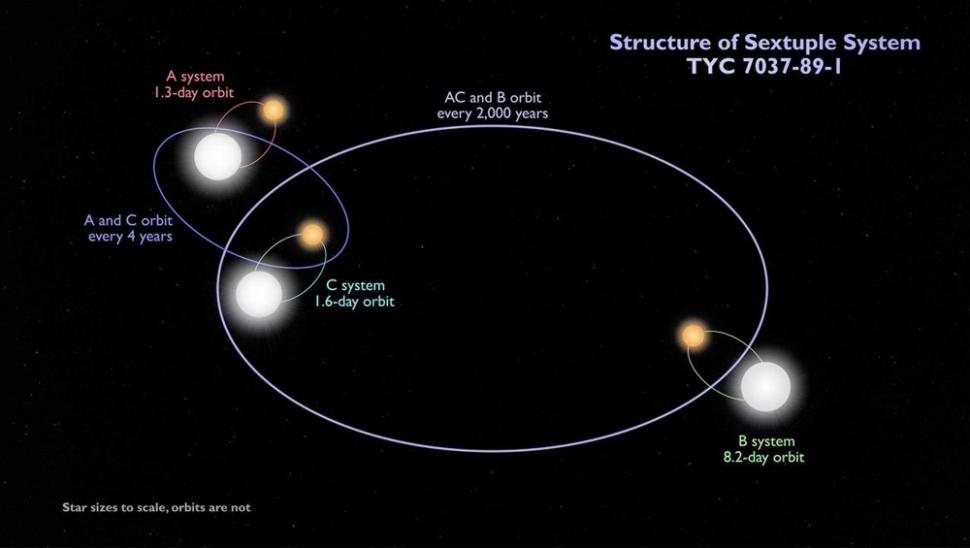 Structure of Sextuple System
TYC 7037-89-1
A system
1.3-day orbit
AC and B orbit
every 2,000 years
A and C orbit
every 4 years
C system
1.6-day orbit
B system
8.2-day orbit
Star sizes to scale, orbits are not